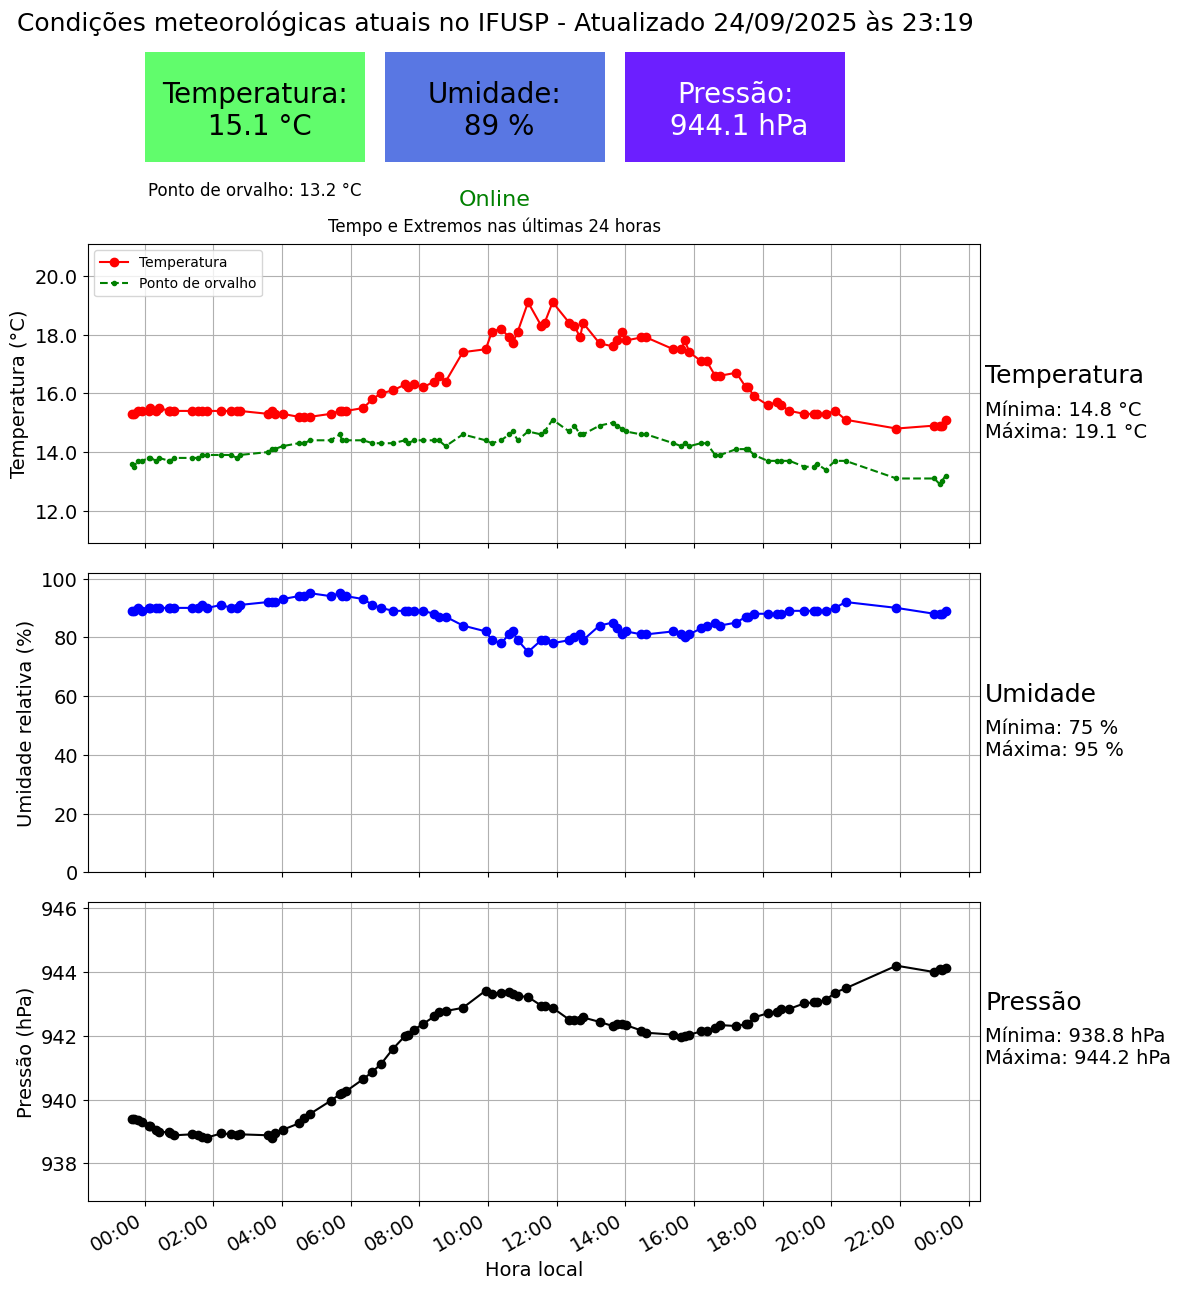 Condições meteorológicas atuais no IFUSP - Atualizado 24/09/2025 às 23:19
Temperatura:
15.1 °C
Umidade:
89 %
Pressão:
944.1 hPa
Ponto de orvalho: 13.2 °C
Online
Tempo e Extremos nas últimas 24 horas
Temperatura
Ponto de orvalho
Temperatura (°C)
20.0
18.0
16.0
14.0
12.0
Temperatura
Mínima: 14.8 °C
Máxima: 19.1 °C
Umidade relativa (%)
100
80
60
40
20
0
Umidade
Mínima: 75 %
Máxima: 95 %
Pressão (hPa)
946
944
942
940
938
Pressão
Mínima: 938.8 hPa
Máxima: 944.2 hPa
00:00 02:00 04:00 06:00 08:00 10:00 12:00 14:00 16:00 18:00 20:00 22:00 00:00
Hora local